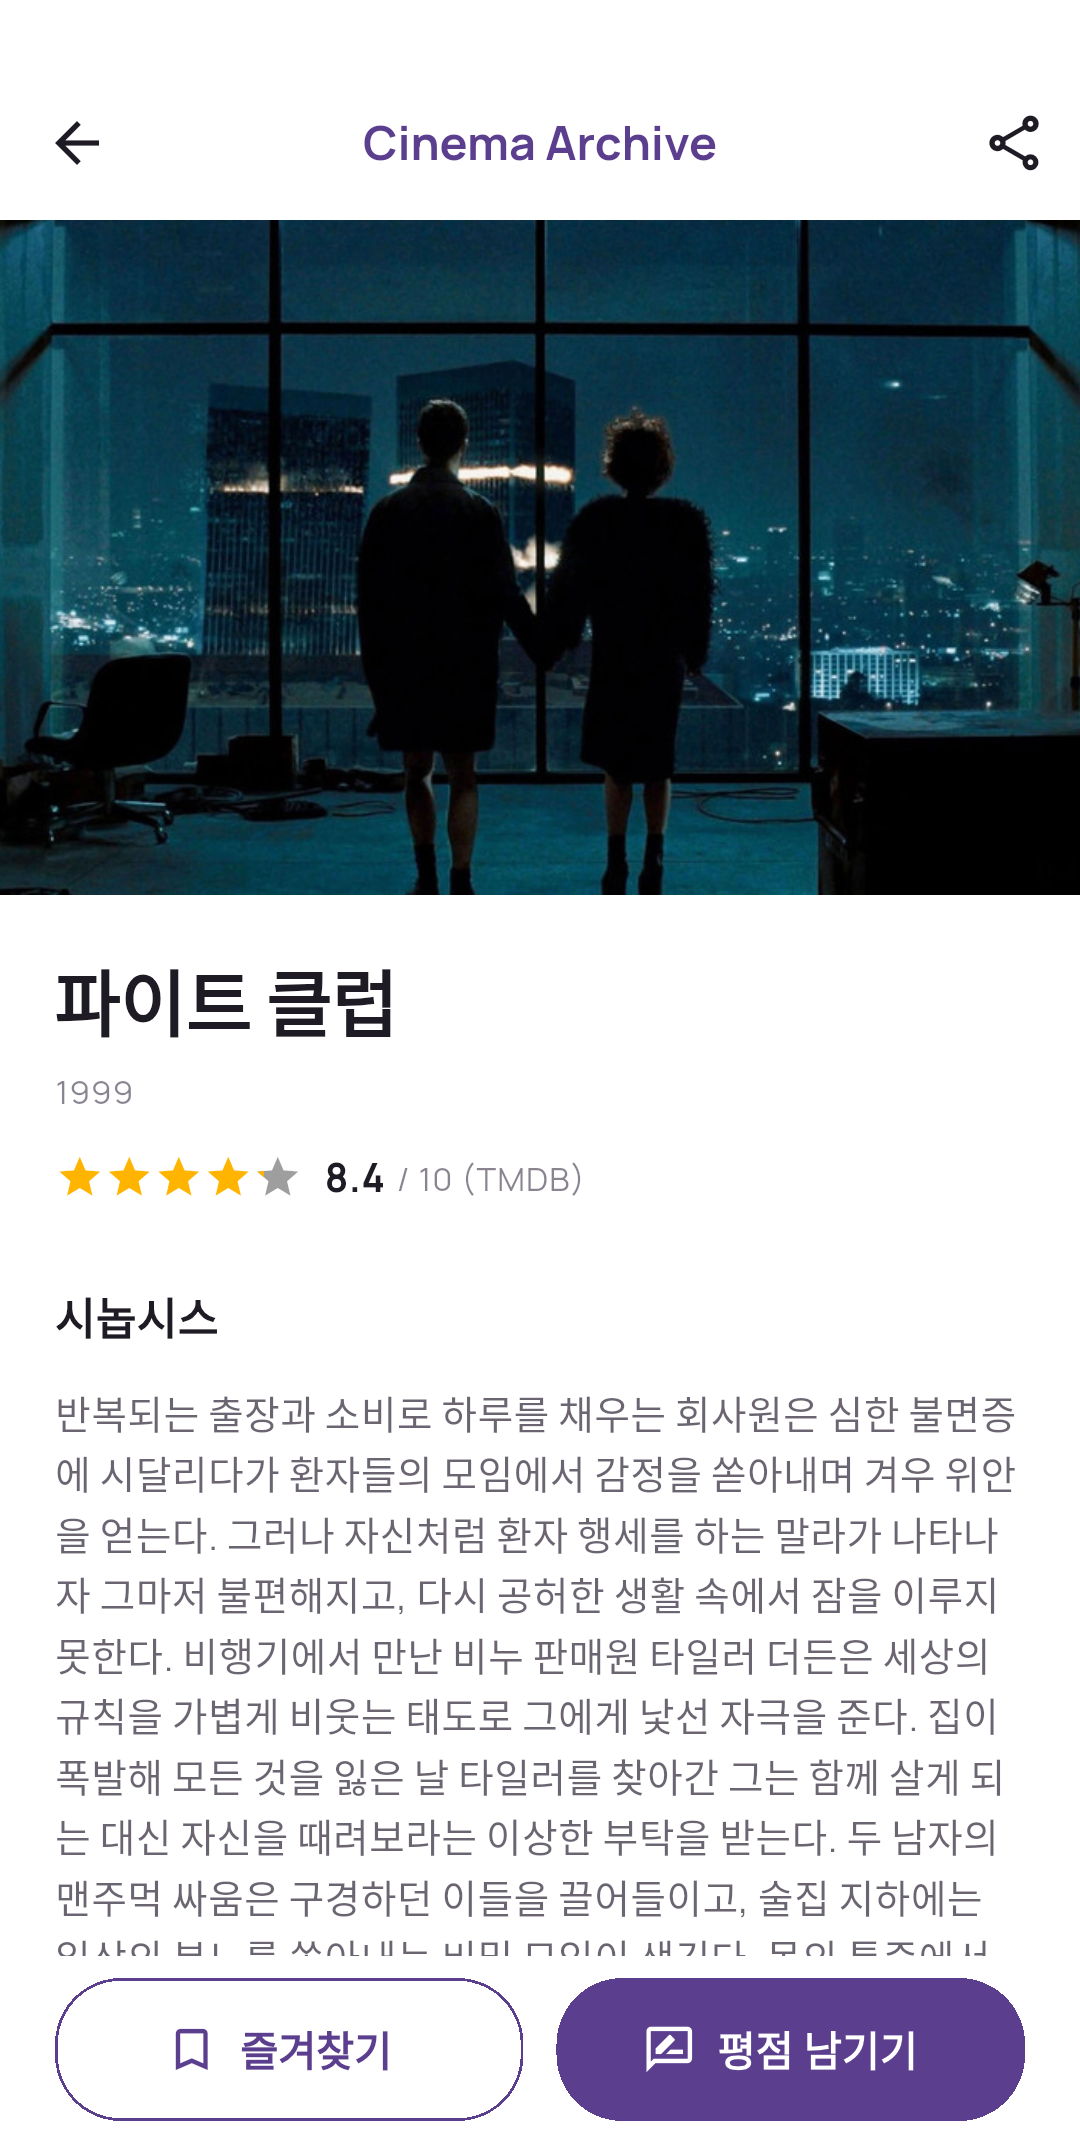 Cinema Archive
파이트 클럽
1999
8.4 / 10 (TMDB)
시놉시스
반복되는 출장과 소비로 하루를 채우는 회사원은 심한 불면증
에 시달리다가 환자들의 모임에서 감정을 쏟아내며 겨우 위안
을 얻는다. 그러나 자신처럼 환자 행세를 하는 말라가 나타나
자 그마저 불편해지고, 다시 공허한 생활 속에서 잠을 이루지
못한다. 비행기에서 만난 비누 판매원 타일러 더든은 세상의
규칙을 가볍게 비웃는 태도로 그에게 낯선 자극을 준다. 집이
폭발해 모든 것을 잃은 날 타일러를 찾아간 그는 함께 살게 되
는 대신 자신을 때려보라는 이상한 부탁을 받는다. 두 남자의
맨주먹 싸움은 구경하던 이들을 끌어들이고, 술집 지하에는
즐겨찾기
평점 남기기